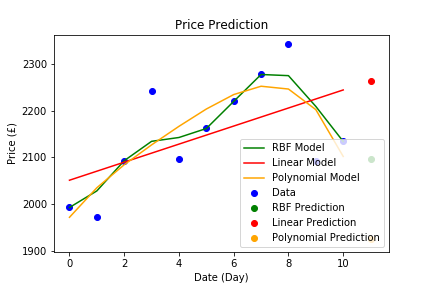 Price Prediction
Price (£)
2300
2200
2100
2000
1900
0 2 4 6 8 10
Date (Day)
RBF Model
Linear Model
Polynomial Model
Data
RBF Prediction
Linear Prediction
Polynomial Prediction